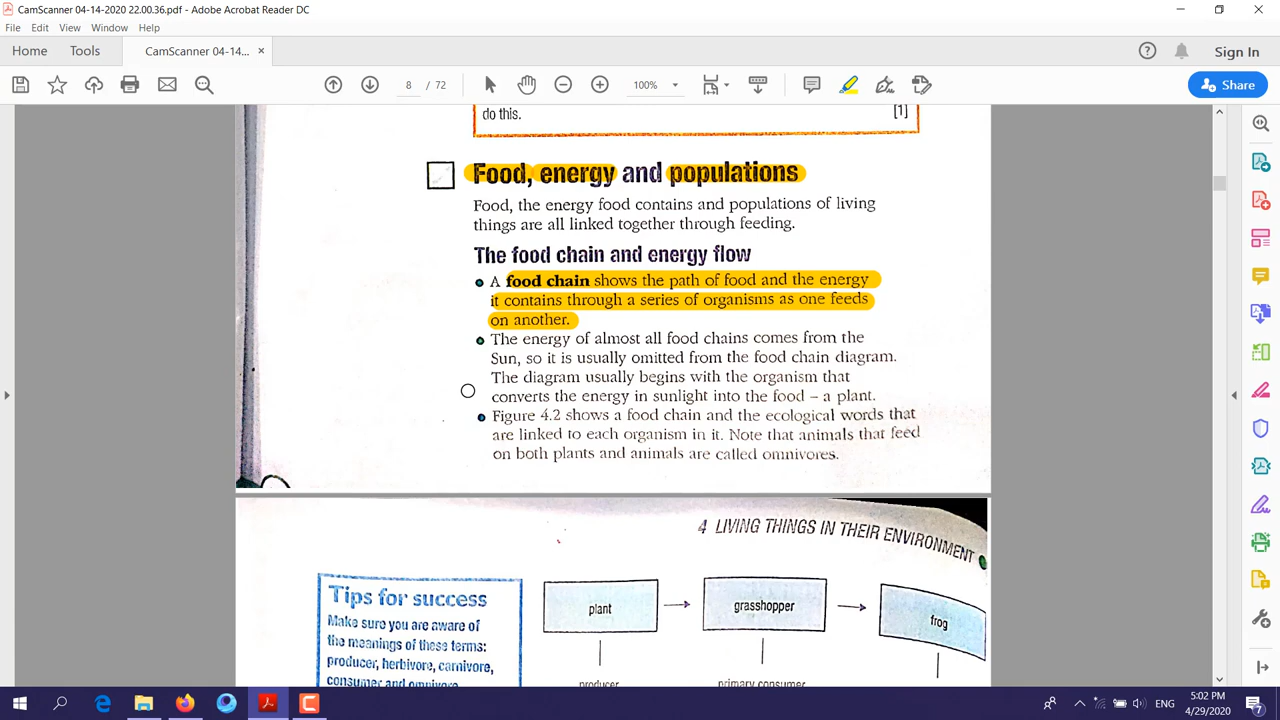 CamScanner 04-14-2020 22.00.36.pdf - Adobe Acrobat Reader DC
File Edit View Window Help
Home Tools CamScanner 04-14... × Sign In
8 / 72 100% Share
do this. [1]
Food, energy and populations
Food, the energy food contains and populations of living
things are all linked together through feeding.
The food chain and energy flow
• A food chain shows the path of food and the energy
it contains through a series of organisms as one feeds
on another.
• The energy of almost all food chains comes from the
Sun, so it is usually omitted from the food chain diagram.
The diagram usually begins with the organism that
converts the energy in sunlight into the food – a plant.
• Figure 4.2 shows a food chain and the ecological words that
are linked to each organism in it. Note that animals that feed
on both plants and animals are called omnivores.
4 LIVING THINGS IN THEIR ENVIRONMENT
Tips for success
Make sure you are aware of
the meanings of these terms:
producer, herbivore, carnivore,
consumer and omnivore
plant grasshopper frog
producer primary consumer
ENG 5:02 PM
4/29/2020
7